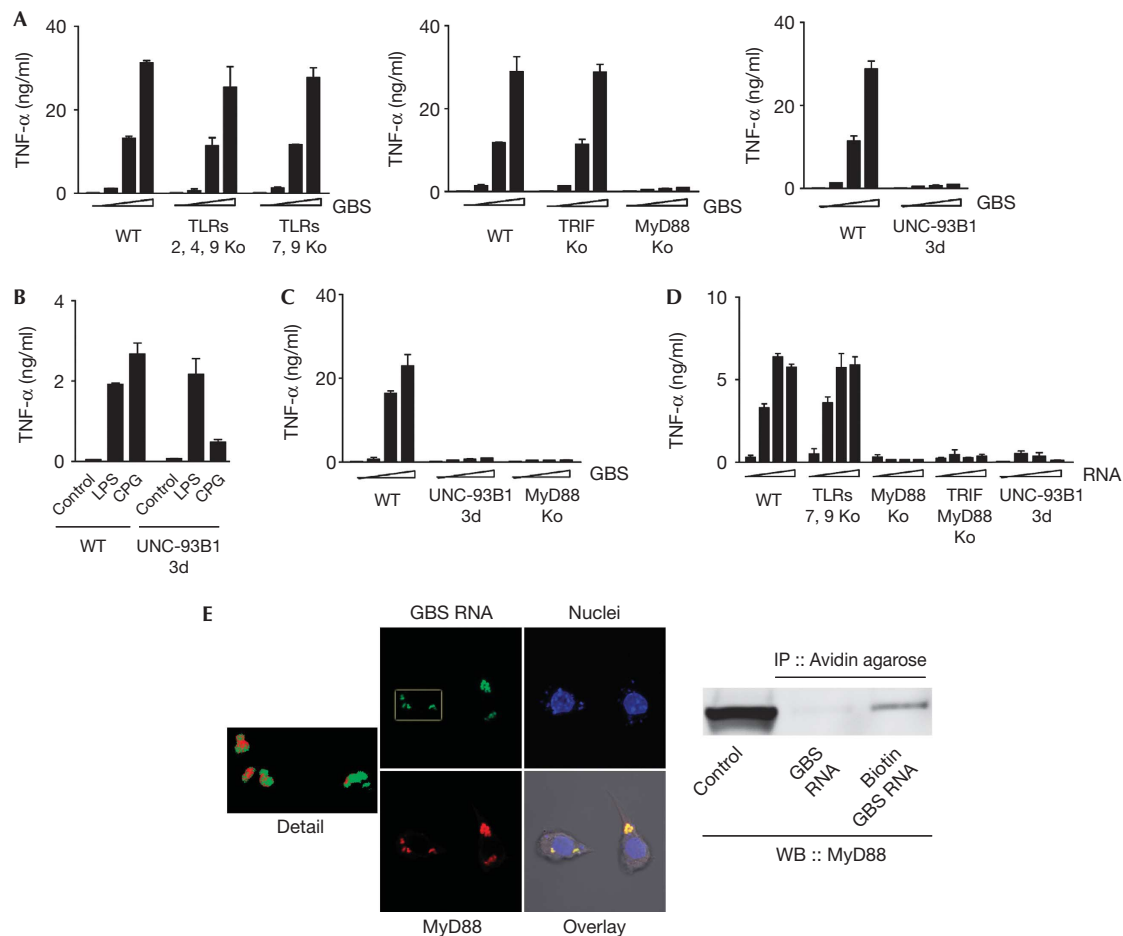 A
TNF-α (ng/ml)
40
20
0
WT
TLRs
2, 4, 9 Ko
TLRs
7, 9 Ko
GBS
TNF-α (ng/ml)
40
20
0
WT
TRIF
Ko
MyD88
Ko
GBS
TNF-α (ng/ml)
40
20
0
WT
UNC-93B1
3d
GBS
B
TNF-α (ng/ml)
4
2
0
Control
LPS
CPG
Control
LPS
CPG
WT
UNC-93B1
3d
C
TNF-α (ng/ml)
40
20
0
WT
UNC-93B1
3d
MyD88
Ko
GBS
D
TNF-α (ng/ml)
10
5
0
WT
TLRs
7, 9 Ko
MyD88
Ko
TRIF
MyD88
Ko
UNC-93B1
3d
RNA
E
GBS RNA
Nuclei
Detail
MyD88
Overlay
IP :: Avidin agarose
Control
GBS
RNA
Biotin
GBS RNA
WB :: MyD88